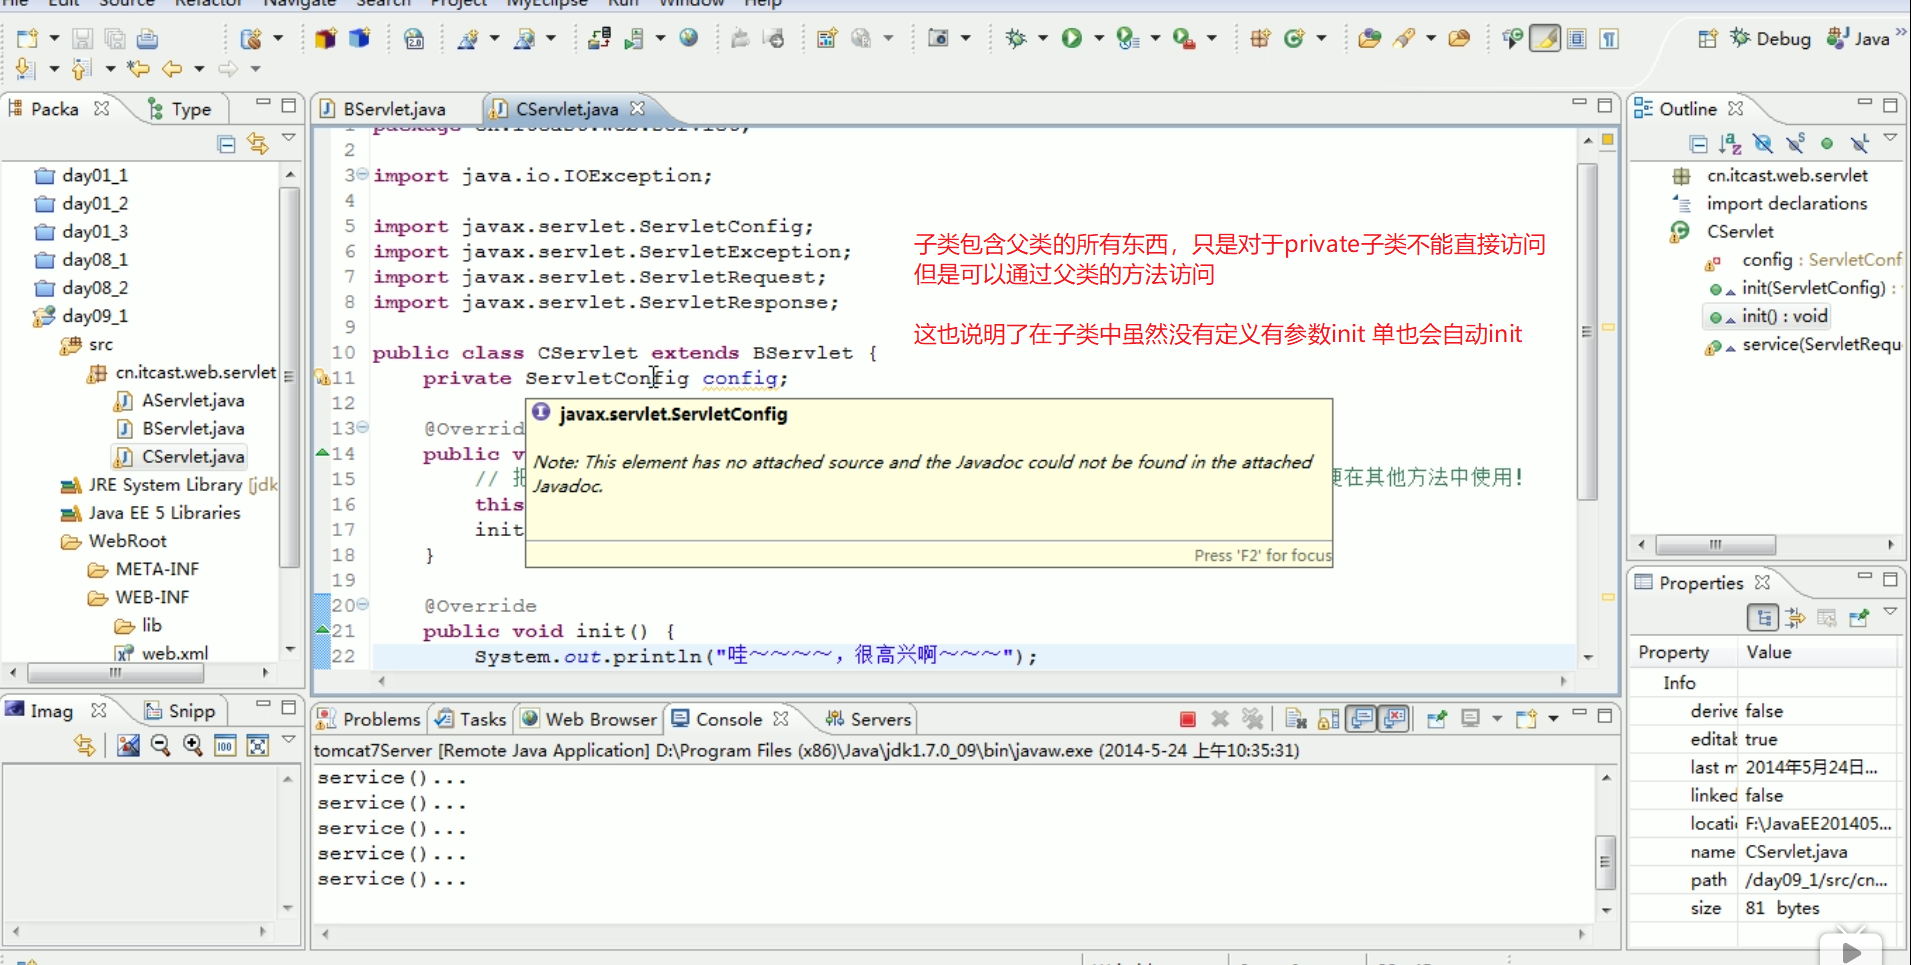 File Edit Source Refactor Navigate Search Project MyEclipse Run Window Help
Debug Java »
Packa Type
day01_1
day01_2
day01_3
day08_1
day08_2
day09_1
src
cn.itcast.web.servlet
AServlet.java
BServlet.java
CServlet.java
JRE System Library [jdk
Java EE 5 Libraries
WebRoot
META-INF
WEB-INF
lib
web.xml
Imag Snipp
BServlet.java CServlet.java
1 package cn.itcast.web.servlet;
2
3 import java.io.IOException;
4
5 import javax.servlet.ServletConfig;
6 import javax.servlet.ServletException;
7 import javax.servlet.ServletRequest;
8 import javax.servlet.ServletResponse;
9
10 public class CServlet extends BServlet {
11 private ServletConfig config;
12
13 @Overrid
14 public v
15 // 把 便在其他方法中使用!
16 this
17 init
18 }
19
20 @Override
21 public void init() {
22 System.out.println("哇~~~~,很高兴啊~~~");
子类包含父类的所有东西，只是对于private子类不能直接访问
但是可以通过父类的方法访问
这也说明了在子类中虽然没有定义有参数init 单也会自动init
javax.servlet.ServletConfig
Note: This element has no attached source and the Javadoc could not be found in the attached
Javadoc.
Press 'F2' for focus
Problems Tasks Web Browser Console Servers
tomcat7Server [Remote Java Application] D:\Program Files (x86)\Java\jdk1.7.0_09\bin\javaw.exe (2014-5-24 上午10:35:31)
service()...
service()...
service()...
service()...
service()...
Outline
cn.itcast.web.servlet
import declarations
CServlet
config : ServletConf
init(ServletConfig) :
init() : void
service(ServletRequ
Properties
Property Value
Info
derive false
editab true
last m 2014年5月24日...
linked false
locati F:\JavaEE201405...
name CServlet.java
path /day09_1/src/cn...
size 81 bytes